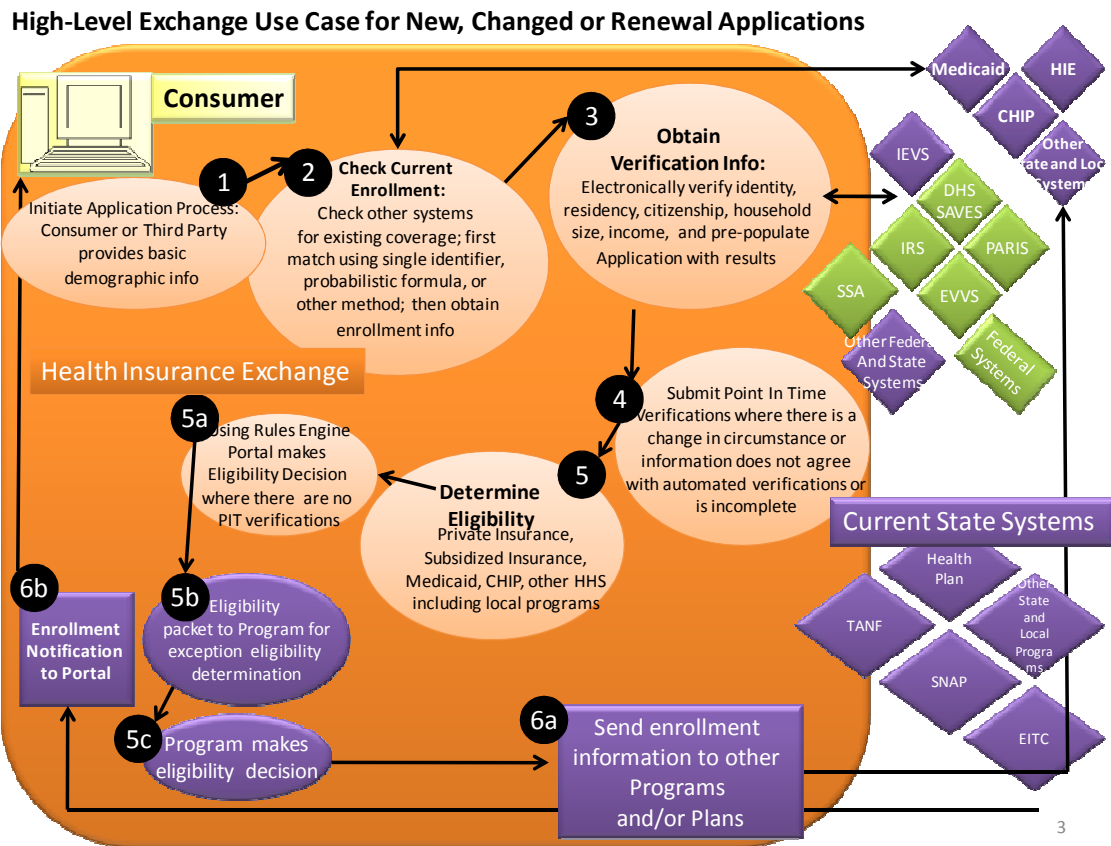 High-Level Exchange Use Case for New, Changed or Renewal Applications
Consumer
1
Initiate Application Process:
Consumer or Third Party
provides basic
demographic info
2
Check Current
Enrollment:
Check other systems
for existing coverage; first
match using single identifier,
probabilistic formula, or
other method; then obtain
enrollment info
3
Obtain
Verification Info:
Electronically verify identity,
residency, citizenship, household
size, income, and pre-populate
Application with results
Medicaid
HIE
CHIP
Other
State and Loc
Systems
IEVS
DHS
SAVES
IRS
PARIS
SSA
EVVS
Other Federa
And State
Systems
Federal
Systems
Health Insurance Exchange
4
Submit Point In Time
Verifications where there is a
change in circumstance or
information does not agree
with automated verifications or
is incomplete
5
Determine
Eligibility
Private Insurance,
Subsidized Insurance,
Medicaid, CHIP, other HHS
including local programs
5a
Using Rules Engine
Portal makes
Eligibility Decision
where there are no
PIT verifications
5b
Eligibility
packet to Program for
exception eligibility
determination
5c
Program makes
eligibility decision
6a
Send enrollment
information to other
Programs
and/or Plans
6b
Enrollment
Notification
to Portal
Current State Systems
Health
Plan
TANF
Other
State
and
Local
Progra
ms
SNAP
EITC
3